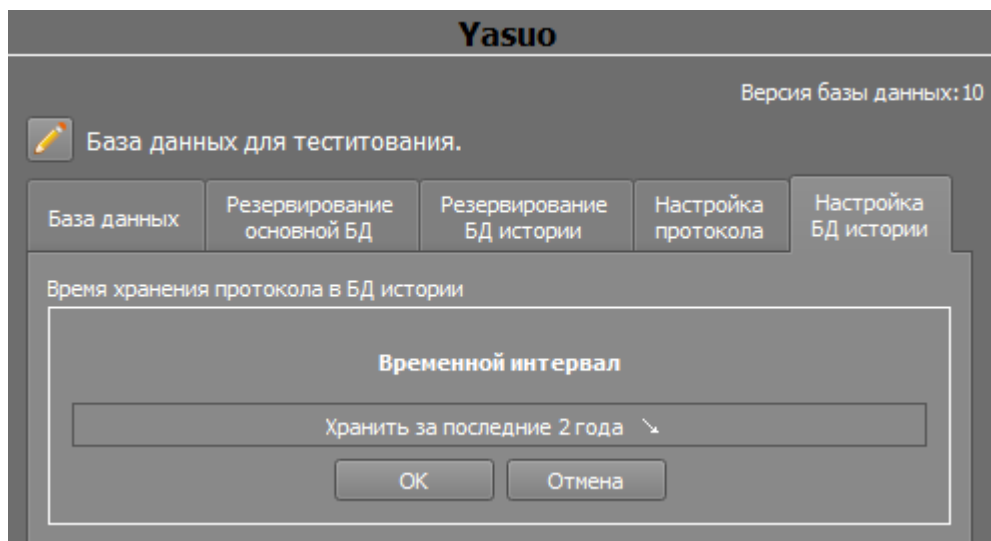 Yasuo
Версия базы данных:10
База данных для теститования.
База данных
Резервирование
основной БД
Резервирование
БД истории
Настройка
протокола
Настройка
БД истории
Время хранения протокола в БД истории
Временной интервал
Хранить за последние 2 года
OK
Отмена